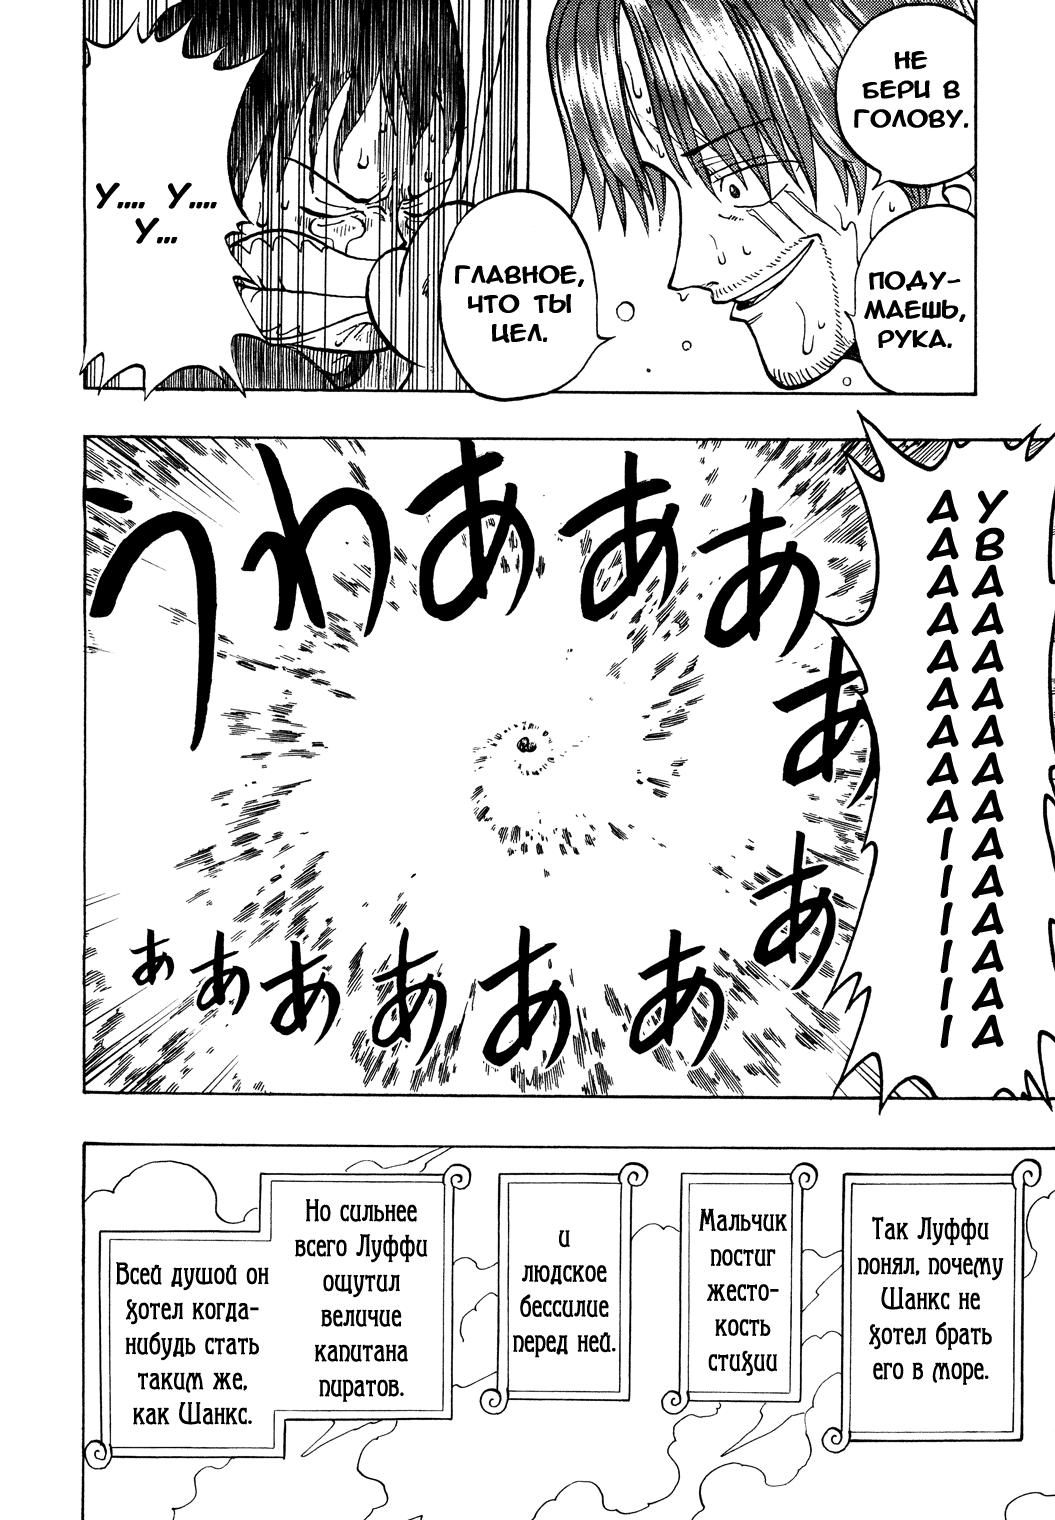 НЕ
БЕРИ В
ГОЛОВУ.
ПОДУ-
МАЕШЬ,
РУКА.
ГЛАВНОЕ,
ЧТО ТЫ
ЦЕЛ.
У.... У....
У...
УВААААААААААА
ААААААААІІІІІ
うわあああああ
あああああああ
Так Луффи
понял, почему
Шанкс не
хотел брать
его в море.
Мальчик
постиг
жесто-
кость
стихии
и
людское
бессилие
перед ней.
Но сильнее
всего Луффи
ощутил
величие
капитана
пиратов.
Всей душой он
хотел когда-
нибудь стать
таким же,
как Шанкс.